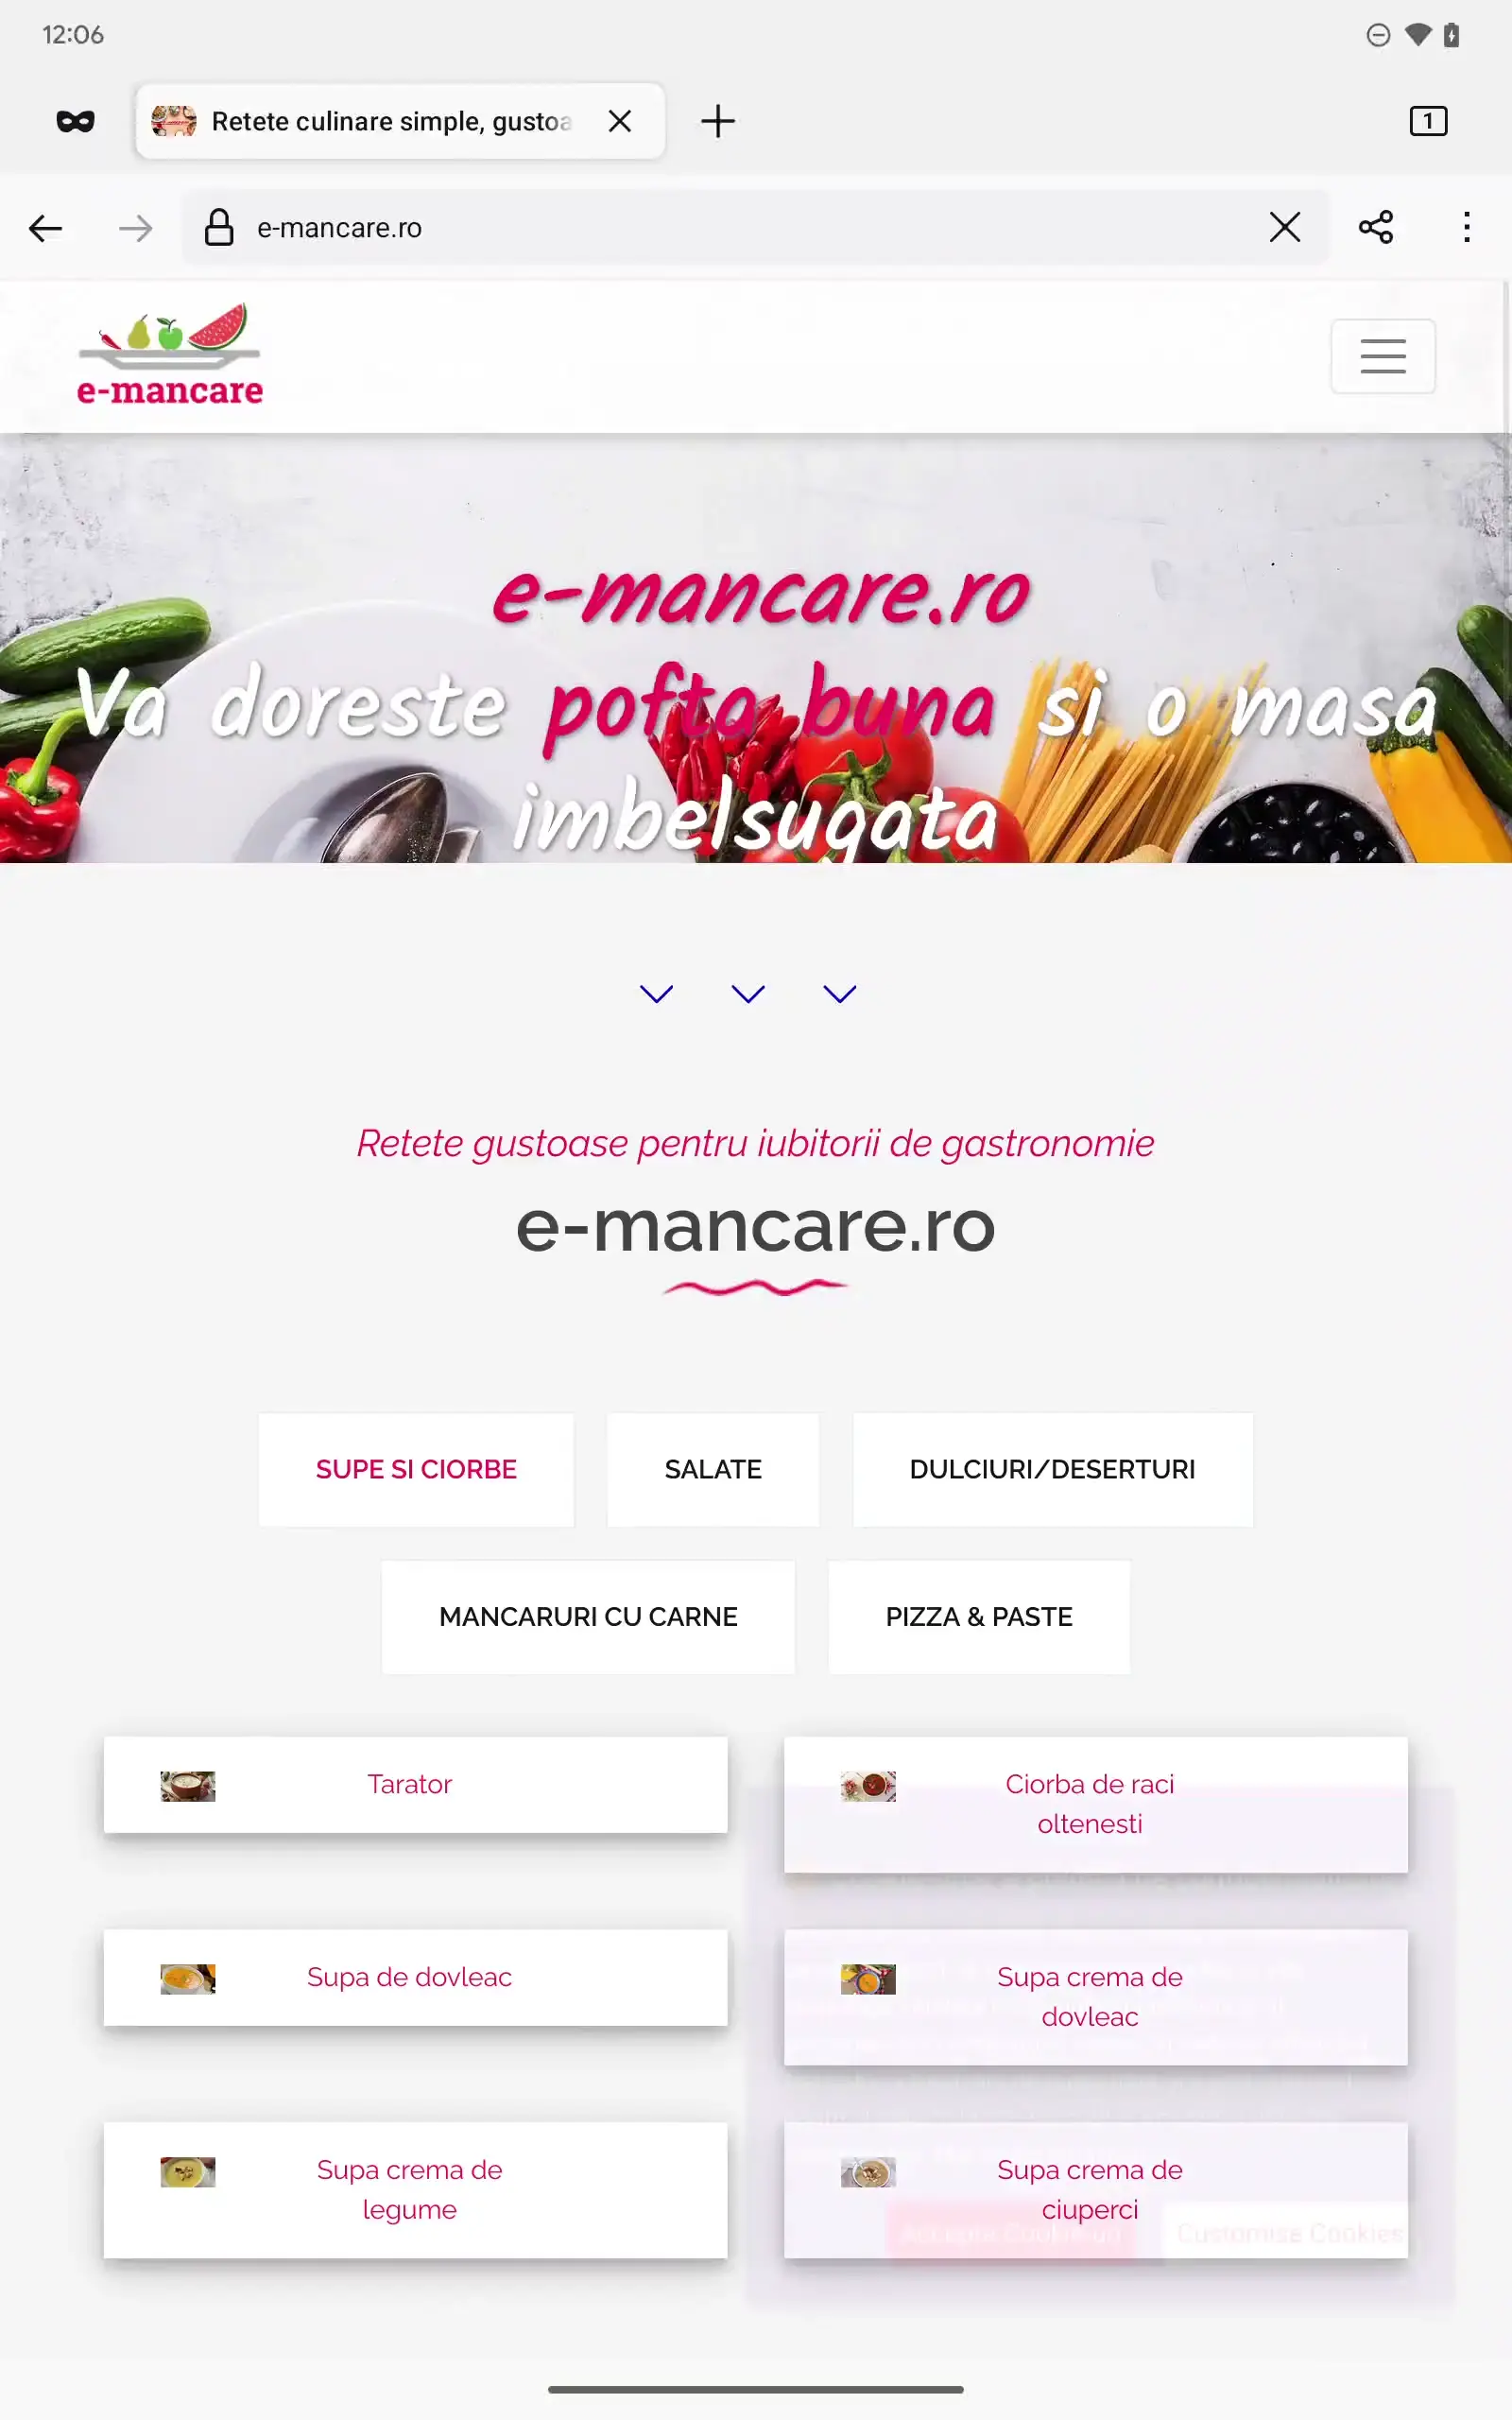 12:06
Retete culinare simple, gustoa
1
e-mancare.ro
e-mancare
e-mancare.ro
Va doreste pofta buna si o masa
imbelsugata
Retete gustoase pentru iubitorii de gastronomie
e-mancare.ro
SUPE SI CIORBE
SALATE
DULCIURI/DESERTURI
MANCARURI CU CARNE
PIZZA & PASTE
Tarator
Ciorba de raci
oltenesti
Supa de dovleac
Supa crema de
dovleac
Supa crema de
legume
Supa crema de
ciuperci
Customise Cookies